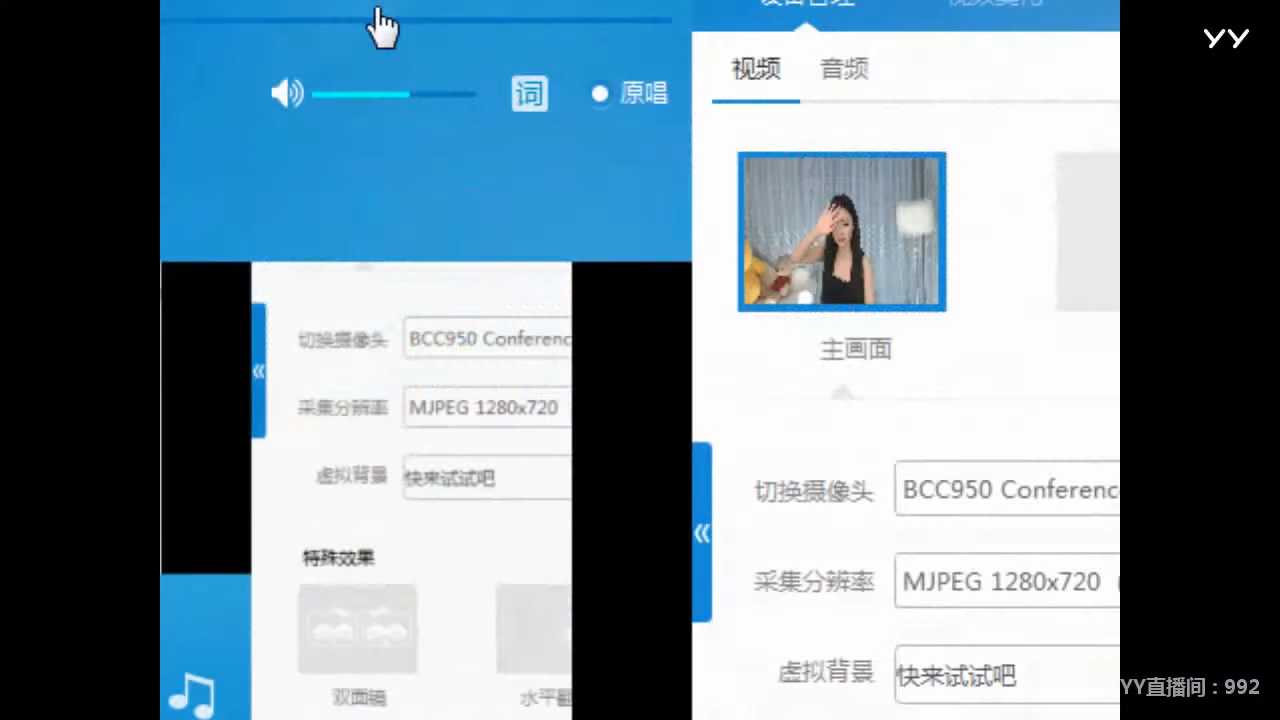 YY
词
原唱
视频
音频
主画面
切换摄像头
BCC950 Conferenc
采集分辨率
MJPEG 1280x720
虚拟背景
快来试试吧
特殊效果
双面镜
水平翻
切换摄像头
BCC950 Conferenc
采集分辨率
MJPEG 1280x720
虚拟背景
快来试试吧
YY直播间：992